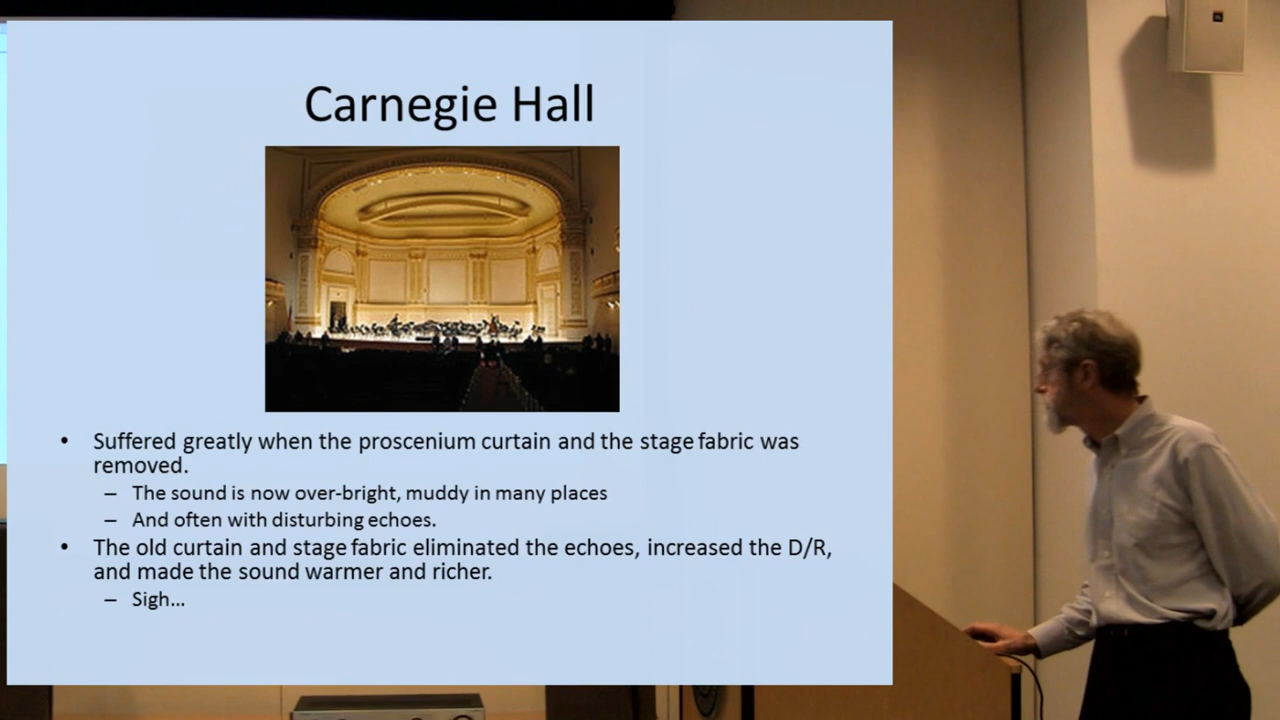 Carnegie Hall
• Suffered greatly when the proscenium curtain and the stage fabric was
removed.
– The sound is now over-bright, muddy in many places
– And often with disturbing echoes.
• The old curtain and stage fabric eliminated the echoes, increased the D/R,
and made the sound warmer and richer.
– Sigh...